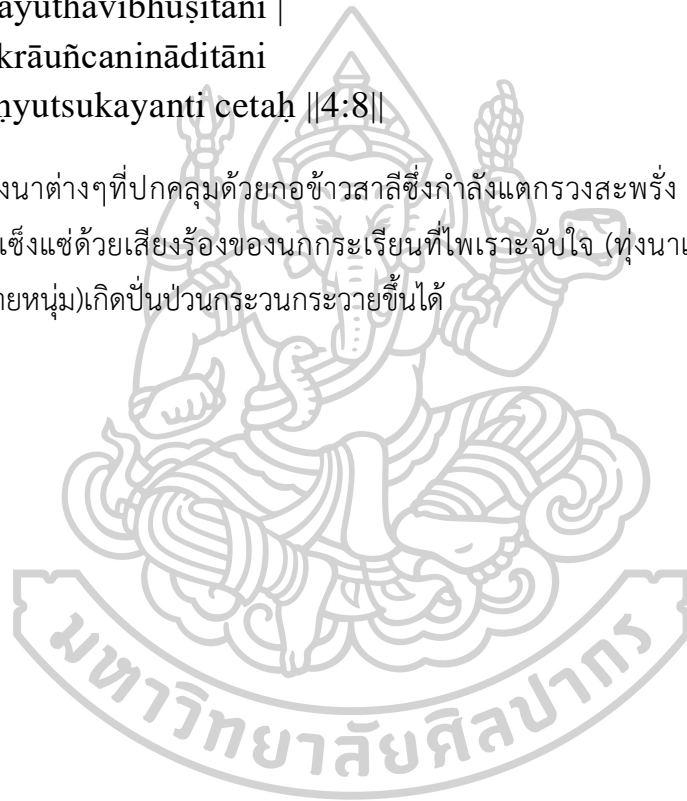 ayūthavibhūṣitāni |
krāuñcanināditāni
ṇyutsukayanti cetaḥ ||4:8||
งนาต่างๆที่ปกคลุมด้วยกอข้าวสาลีซึ่งกำลังแตกรวงสะพรั่ง
เซ็งแซ่ด้วยเสียงร้องของนกกระเรียนที่ไพเราะจับใจ (ทุ่งนาเ
ายหนุ่ม)เกิดปั่นป่วนกระวนกระวายขึ้นได้
มหาวิทยาลัยศิลปากร